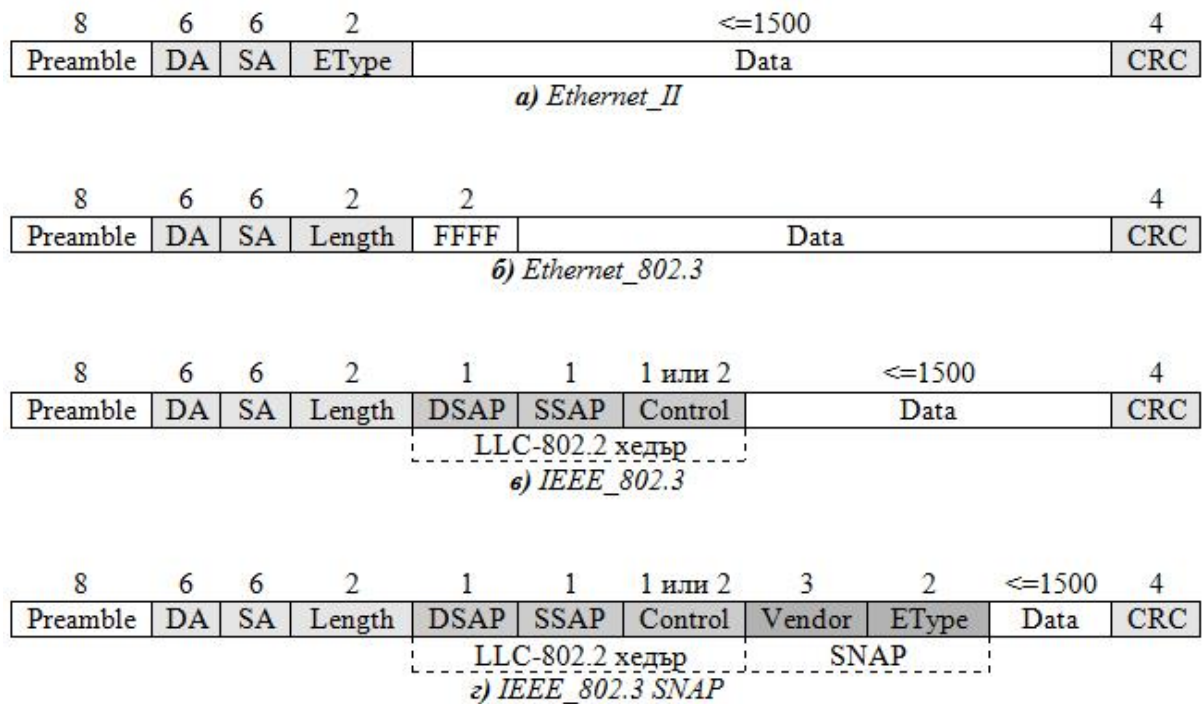 8 6 6 2 <=1500 4
Preamble DA SA EType Data CRC
а) Ethernet_II
8 6 6 2 2 4
Preamble DA SA Length FFFF Data CRC
б) Ethernet_802.3
8 6 6 2 1 1 1 или 2 <=1500 4
Preamble DA SA Length DSAP SSAP Control Data CRC
LLC-802.2 хедър
в) IEEE_802.3
8 6 6 2 1 1 1 или 2 3 2 <=1500 4
Preamble DA SA Length DSAP SSAP Control Vendor EType Data CRC
LLC-802.2 хедър SNAP
г) IEEE_802.3 SNAP